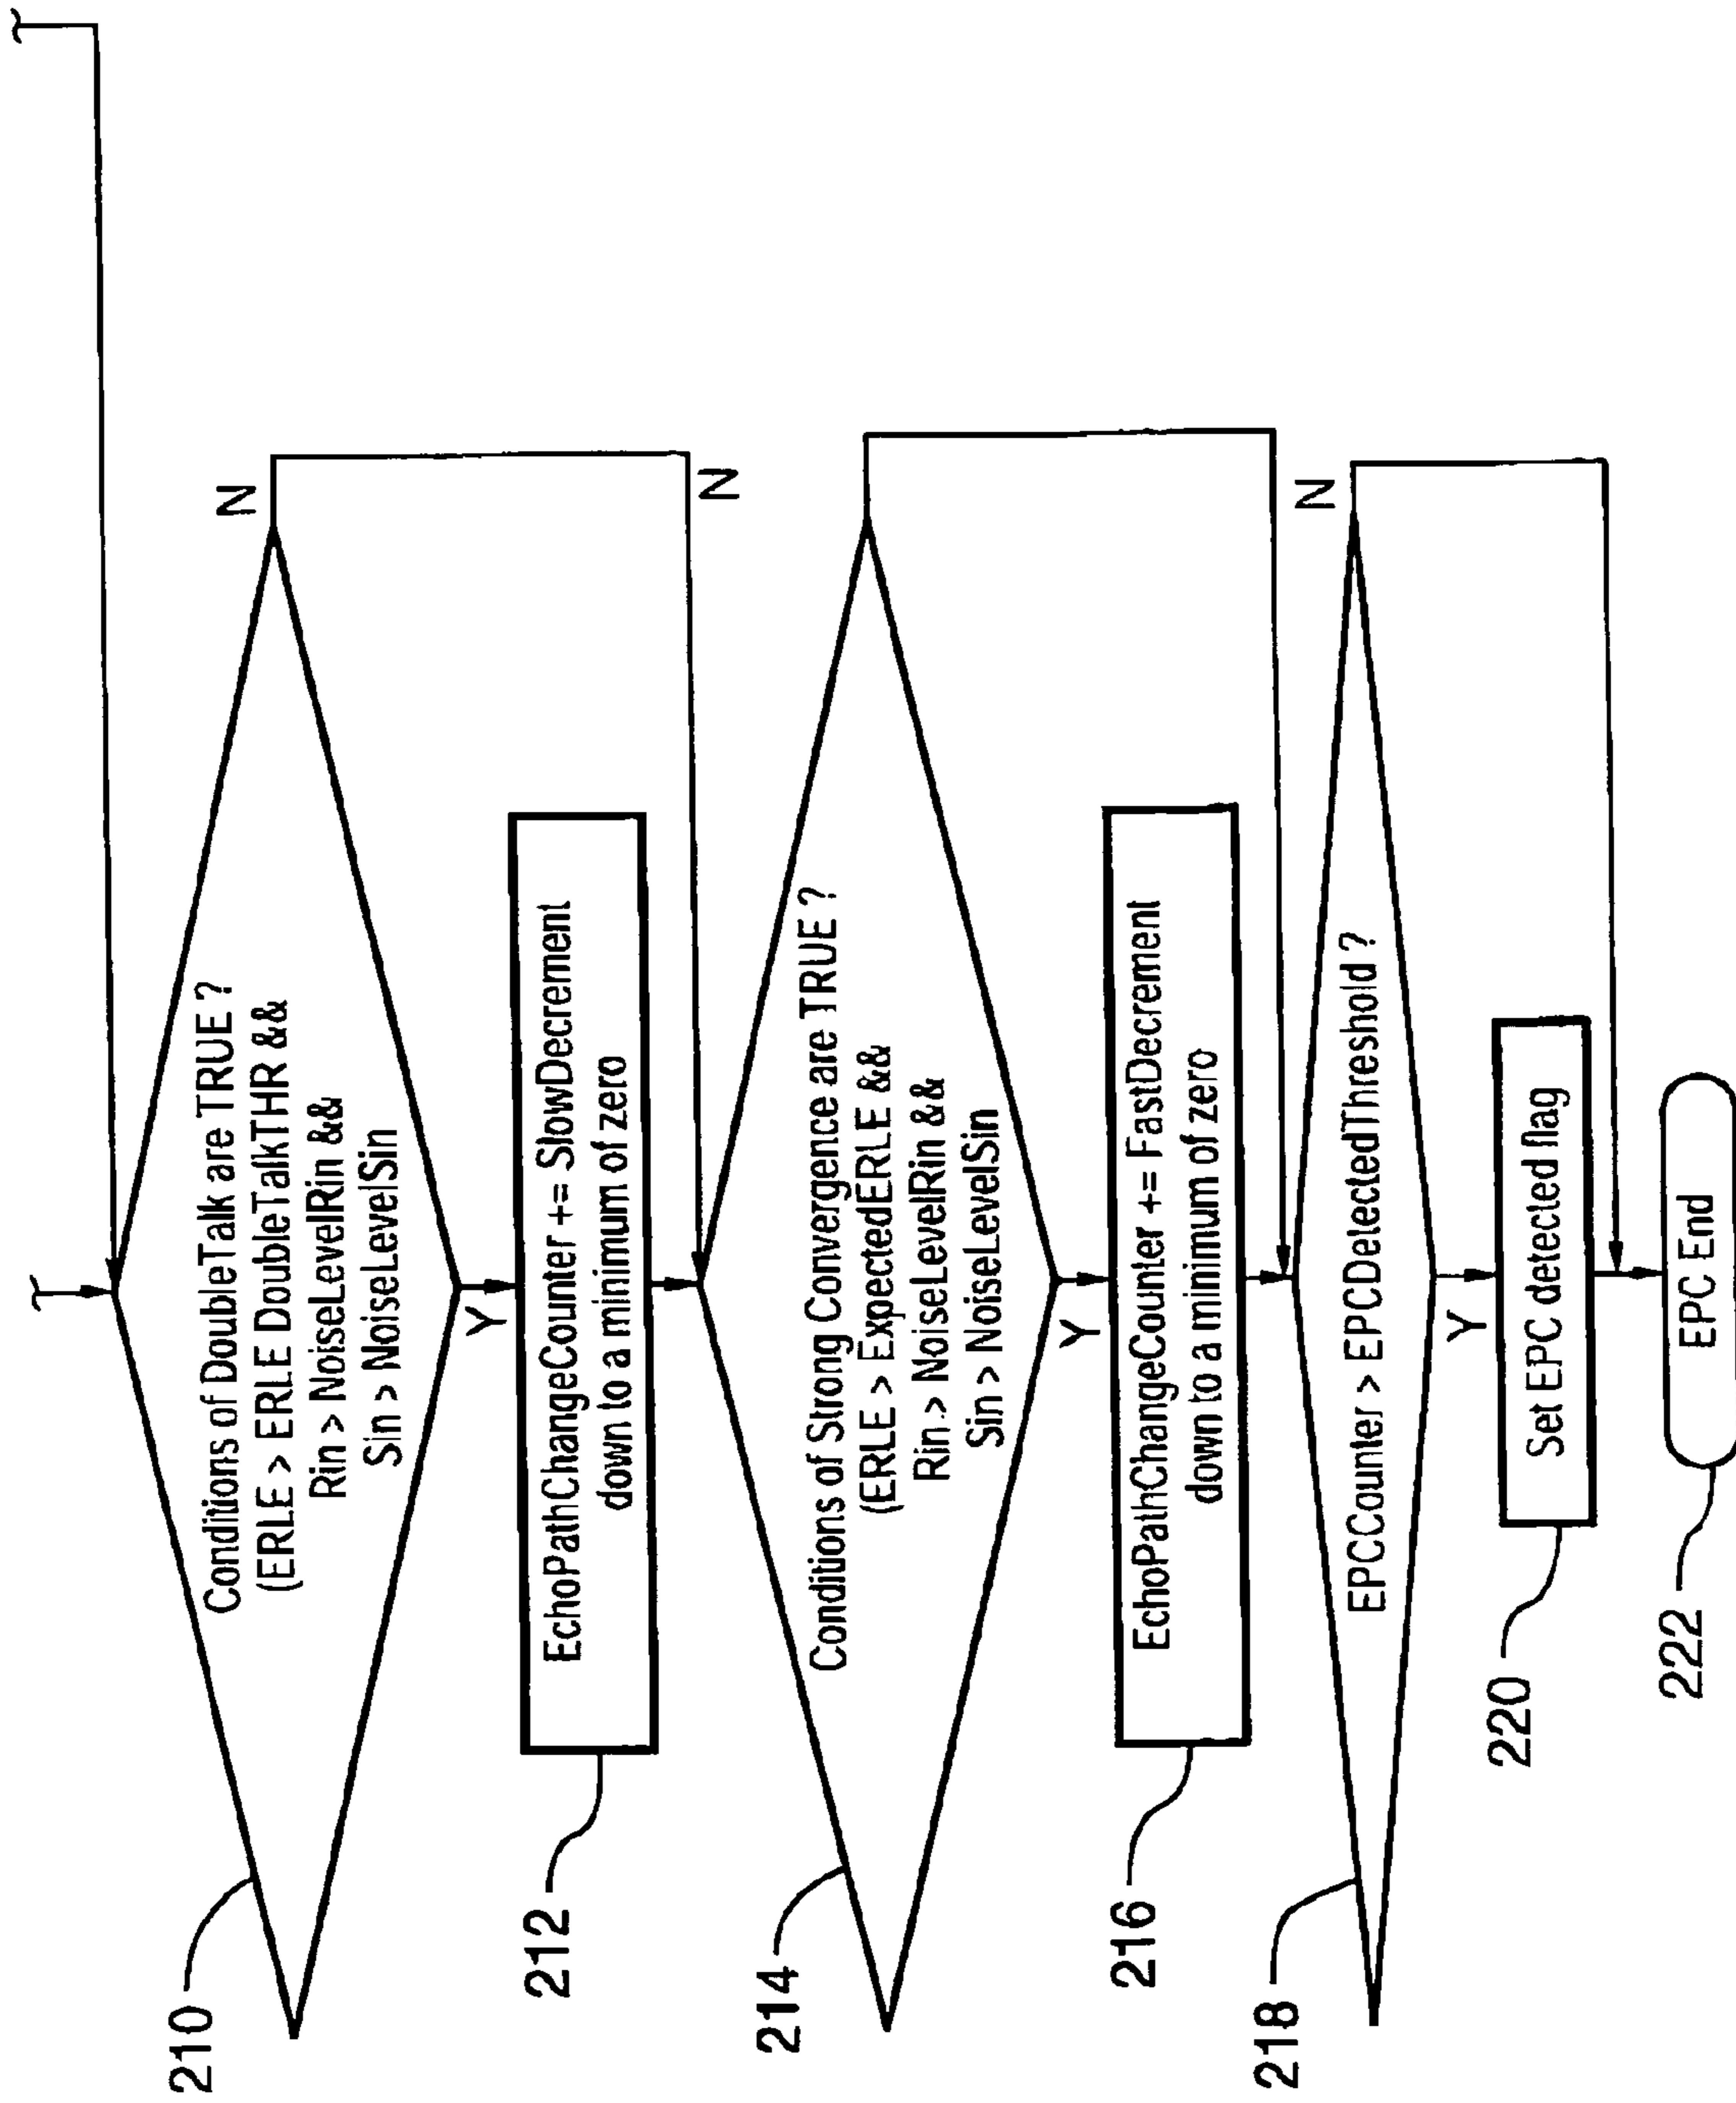 210
Conditions of DoubleTalk are TRUE ?
(ERLE > ERLE DoubleTalkTHR &&
Rin > NoiseLevelRin &&
Sin > NoiseLevelSin
N
Y
212
EchoPathChangeCounter += SlowDecrement
down to a minimum of zero
N
214
Conditions of Strong Convergence are TRUE ?
(ERLE > ExpectedERLE &&
Rin > NoiseLevelRin &&
Sin > NoiseLevelSin
Y
216
EchoPathChangeCounter += FastDecrement
down to a minimum of zero
218
EPCCounter > EPCDetectedThreshold ?
N
Y
220
Set EPC detected flag
222
EPC End